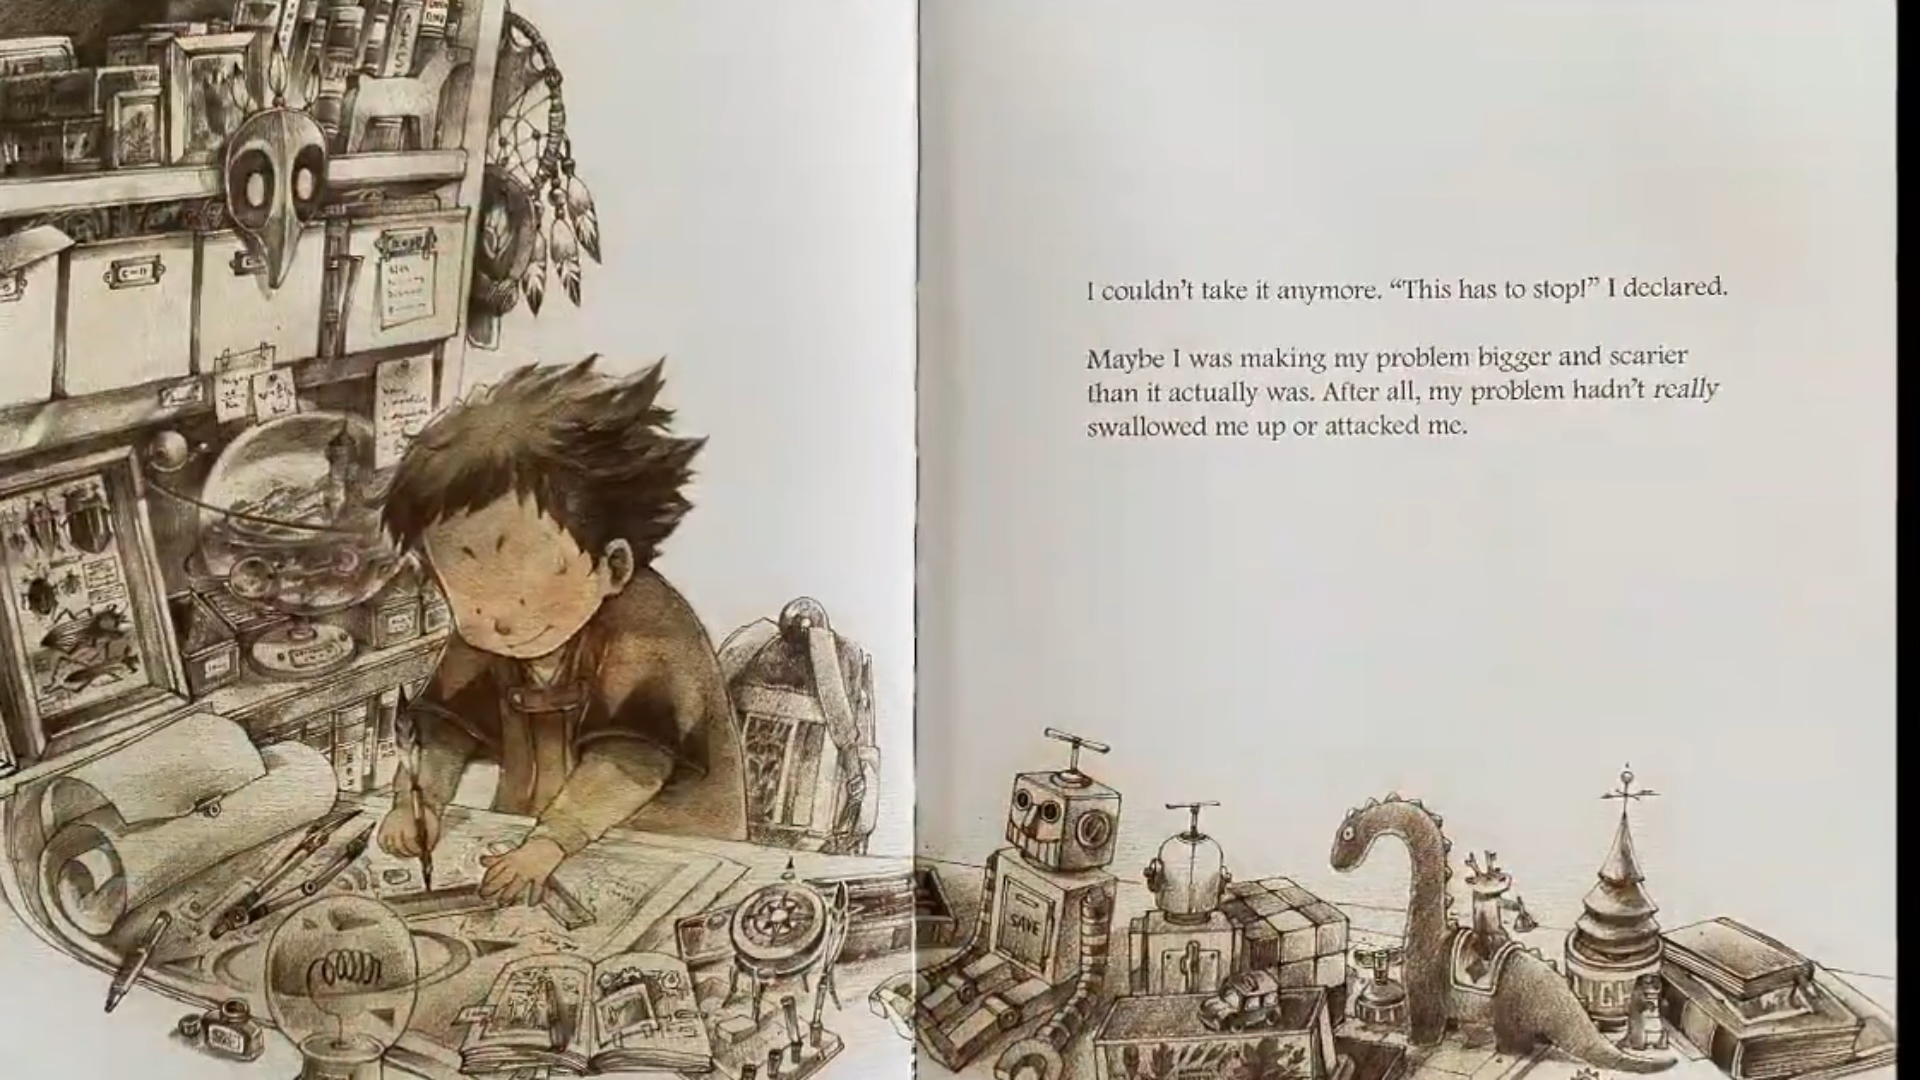 I couldn't take it anymore. “This has to stop!” I declared.
Maybe I was making my problem bigger and scarier
than it actually was. After all, my problem hadn't really
swallowed me up or attacked me.
SAVE